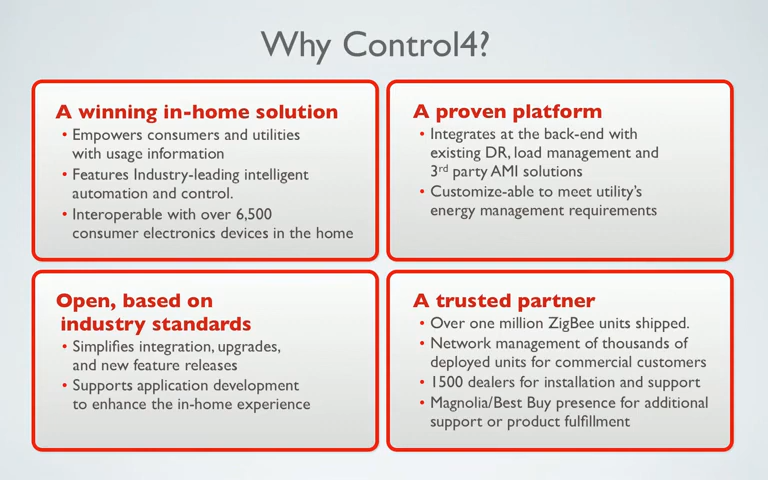 Why Control4?
A winning in-home solution
• Empowers consumers and utilities
with usage information
• Features Industry-leading intelligent
automation and control.
• Interoperable with over 6,500
consumer electronics devices in the home
A proven platform
• Integrates at the back-end with
existing DR, load management and
3rd party AMI solutions
• Customize-able to meet utility's
energy management requirements
Open, based on
industry standards
• Simplifies integration, upgrades,
and new feature releases
• Supports application development
to enhance the in-home experience
A trusted partner
• Over one million ZigBee units shipped.
• Network management of thousands of
deployed units for commercial customers
• 1500 dealers for installation and support
• Magnolia/Best Buy presence for additional
support or product fulfillment